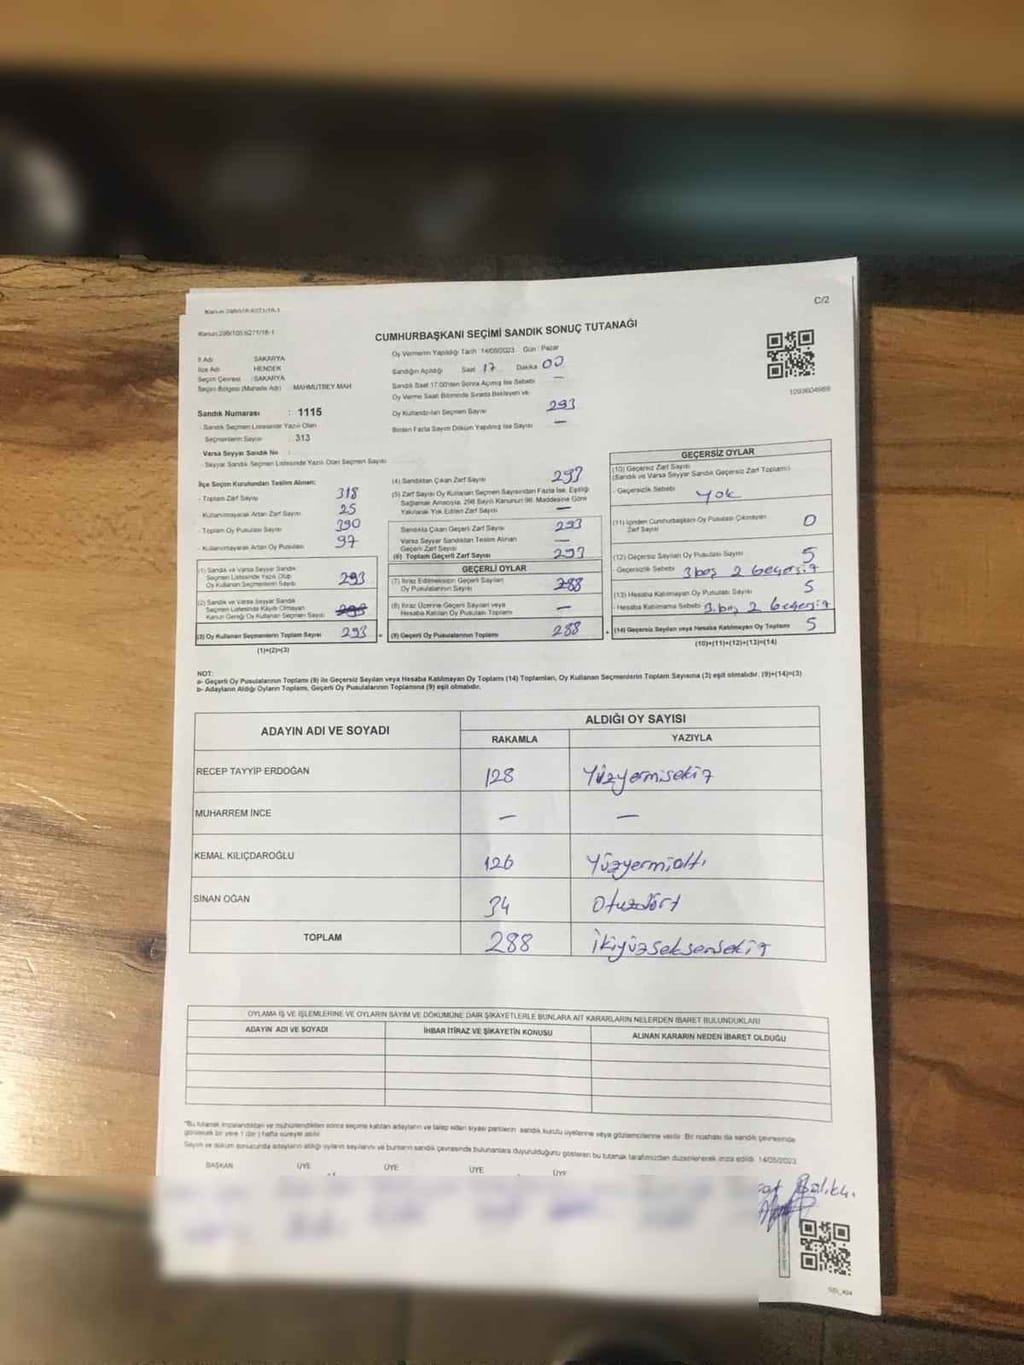 Kanun:298/105;6271/18-1
Kanun:298/105;6271/18-1
C/2
CUMHURBAŞKANI SEÇİMİ SANDIK SONUÇ TUTANAĞI
İl Adı SAKARYA
İlçe Adı HENDEK
Seçim Çevresi : SAKARYA
Seçim Bölgesi (Mahalle Adı) : MAHMUTBEY MAH
Sandık Numarası : 1115
- Sandık Seçmen Listesinde Yazılı Olan
Seçmenlerin Sayısı : 313
Varsa Seyyar Sandık No :
- Seyyar Sandık Seçmen Listesinde Yazılı Olan Seçmen Sayısı
Oy Vermenin Yapıldığı Tarih :14/05/2023 Gün : Pazar
Sandığın Açıldığı Saat 17 Dakika 00
Sandık Saat 17.00'den Sonra Açılmış İse Sebebi —
Oy Verme Saati Bitiminde Sırada Bekleyen ve
Oy Kullandırılan Seçmen Sayısı 293
Birden Fazla Sayım Döküm Yapılmış İse Sayısı —
1093604969
İlçe Seçim Kurulundan Teslim Alınan:
- Toplam Zarf Sayısı 318
- Kullanılmayarak Artan Zarf Sayısı 25
- Toplam Oy Pusulası Sayısı 390
- Kullanılmayarak Artan Oy Pusulası 97
(1) Sandık ve Varsa Seyyar Sandık
Seçmen Listesinde Yazılı Olup
Oy Kullanan Seçmenlerin Sayısı 293
(2) Sandık ve Varsa Seyyar Sandık
Seçmen Listesinde Kayıtlı Olmayan
Kanun Gereği Oy Kullanan Seçmen Sayısı
(3) Oy Kullanan Seçmenlerin Toplam Sayısı 293
(1)+(2)=(3)
(4) Sandıktan Çıkan Zarf Sayısı 293
(5) Zarf Sayısı Oy Kullanan Seçmen Sayısından Fazla İse, Eşitliği
Sağlamak Amacıyla, 298 Sayılı Kanunun 98. Maddesine Göre
Yakılarak Yok Edilen Zarf Sayısı —
Sandıkta Çıkan Geçerli Zarf Sayısı 293
Varsa Seyyar Sandıktan Teslim Alınan
Geçerli Zarf Sayısı —
(6) Toplam Geçerli Zarf Sayısı 293
GEÇERLİ OYLAR
(7) İtiraz Edilmeksizin Geçerli Sayılan
Oy Pusulalarının Sayısı 288
(8) İtiraz Üzerine Geçerli Sayılan veya
Hesaba Katılan Oy Pusulası Toplamı —
(9) Geçerli Oy Pusulalarının Toplamı 288
GEÇERSİZ OYLAR
(10) Geçersiz Zarf Sayısı
(Sandık ve Varsa Seyyar Sandık Geçersiz Zarf Toplamı)
- Geçersizlik Sebebi yok
(11) İçinden Cumhurbaşkanı Oy Pusulası Çıkmayan
Zarf Sayısı 0
(12) Geçersiz Sayılan Oy Pusulası Sayısı 5
- Geçersizlik Sebebi 3 boş 2 geçersiz
(13) Hesaba Katılmayan Oy Pusulası Sayısı 5
- Hesaba Katılmama Sebebi 3 boş 2 geçersiz
(14) Geçersiz Sayılan veya Hesaba Katılmayan Oy Toplamı 5
(10)+(11)+(12)+(13)=(14)
NOT:
a- Geçerli Oy Pusulalarının Toplamı (9) ile Geçersiz Sayılan veya Hesaba Katılmayan Oy Toplamı (14) Toplamları, Oy Kullanan Seçmenlerin Toplam Sayısına (3) eşit olmalıdır. (9)+(14)=(3)
b- Adayların Aldığı Oyların Toplamı, Geçerli Oy Pusulalarının Toplamına (9) eşit olmalıdır.
ADAYIN ADI VE SOYADI
ALDIĞI OY SAYISI
RAKAMLA YAZIYLA
RECEP TAYYİP ERDOĞAN 128 Yüzyermisekiz
MUHARREM İNCE — —
KEMAL KILIÇDAROĞLU 126 Yüzyermialtı
SİNAN OĞAN 34 Otuzdört
TOPLAM 288 İkiyüzseksensekiz
OYLAMA İŞ VE İŞLEMLERİNE VE OYLARIN SAYIM VE DÖKÜMÜNE DAİR ŞİKAYETLERLE BUNLARA AİT KARARLARIN NELERDEN İBARET BULUNDUKLARI
ADAYIN ADI VE SOYADI İHBAR İTİRAZ VE ŞİKAYETİN KONUSU ALINAN KARARIN NEDEN İBARET OLDUĞU
"Bu tutanak imzalandıktan ve mühürlendikten sonra seçime katılan adayların ve talep eden siyasi partilerin sandık kurulu üyelerine veya gözlemcilerine verilir. Bir nüshası da sandık çevresinde
görülecek bir yere 1 (bir ) hafta süreyle asılır.
Sayım ve döküm sonucunda adayların aldığı oyların sayılarını ve bunların sandık çevresinde bulunanlara duyurulduğunu gösteren bu tutanak tarafımızdan düzenlenerek imza edildi. 14/05/2023
BAŞKAN ÜYE ÜYE ÜYE ÜYE